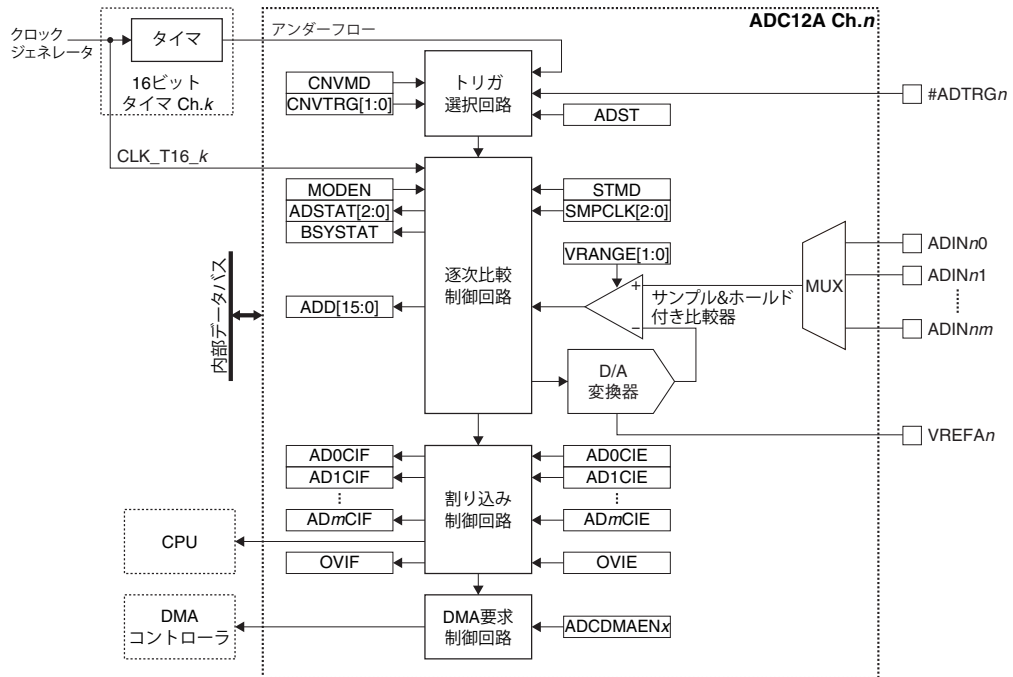 ADC12A Ch.n
クロック
ジェネレータ
タイマ
16ビット
タイマ Ch.k
アンダーフロー
CNVMD
CNVTRG[1:0]
トリガ
選択回路
#ADTRGn
ADST
CLK_T16_k
MODEN
ADSTAT[2:0]
BSYSTAT
STMD
SMPCLK[2:0]
VRANGE[1:0]
ADD[15:0]
逐次比較
制御回路
+
−
サンプル&ホールド
付き比較器
MUX
ADINn0
ADINn1
ADINnm
内部データバス
D/A
変換器
VREFAn
AD0CIF
AD1CIF
ADmCIF
OVIF
割り込み
制御回路
AD0CIE
AD1CIE
ADmCIE
OVIE
CPU
DMA
コントローラ
DMA要求
制御回路
ADCDMAENx